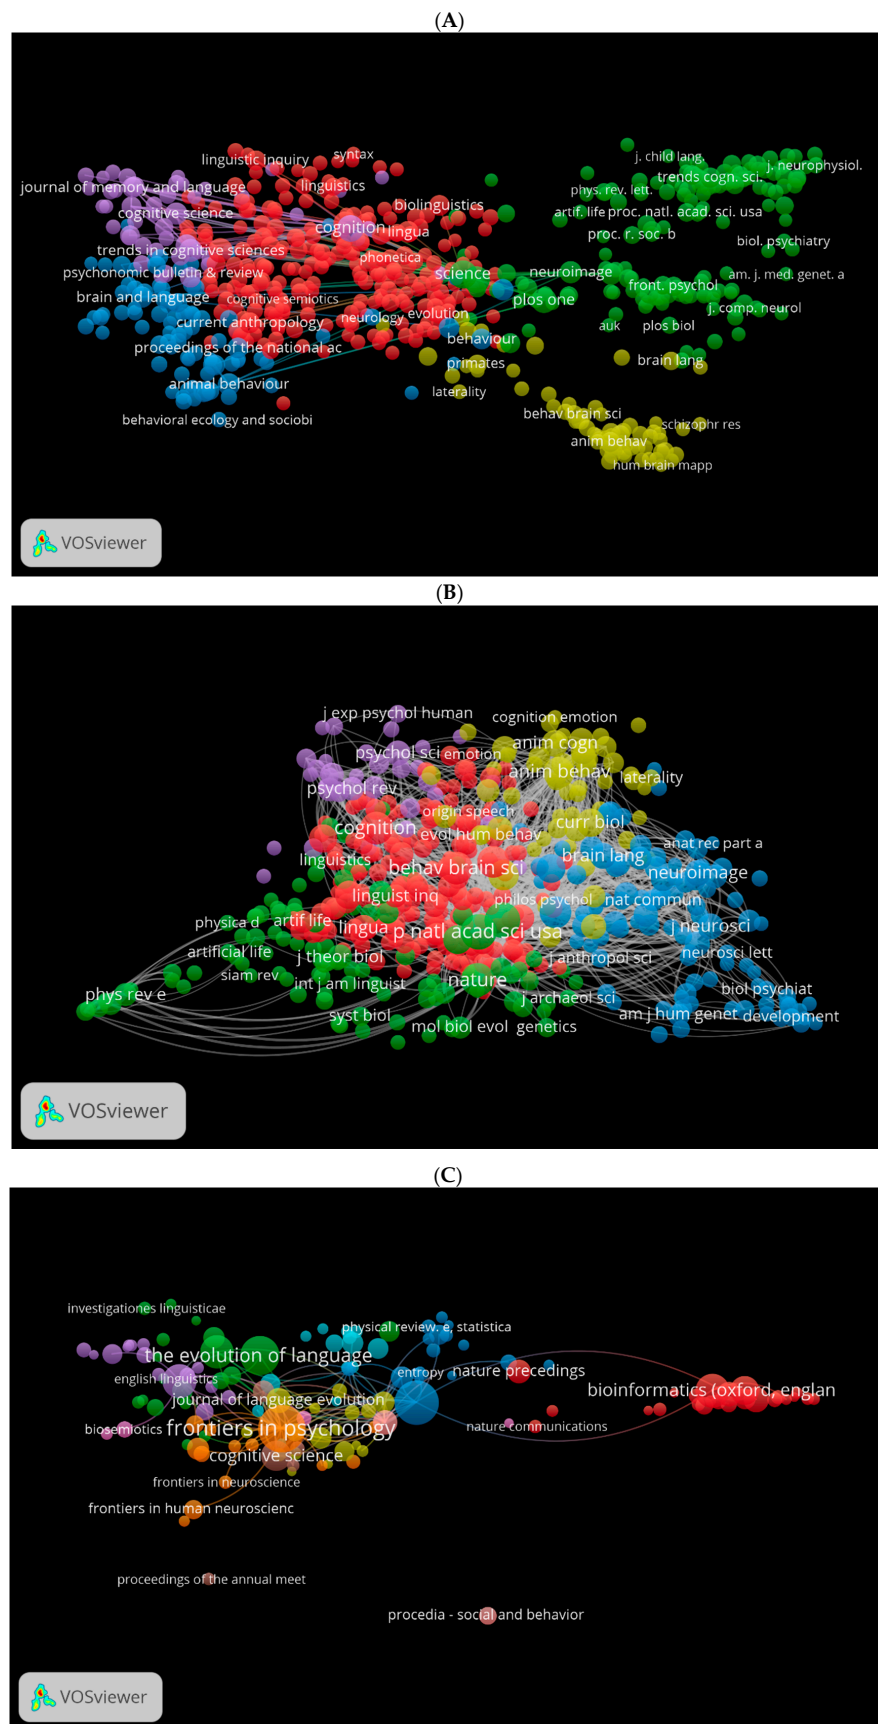 (A)
j. child lang.
linguistic inquiry
syntax
j. neurophysiol.
trends cogn. sci.
journal of memory and language
linguistics
phys. rev. lett.
biolinguistics
cognitive science
artif. life
proc. natl. acad. sci. usa
cognition
lingua
proc. r. soc. b
biol. psychiatry
trends in cognitive sciences
phonetica
psychonomic bulletin & review
science
neuroimage
am. j. med. genet. a
front. psychol
brain and language
cognitive semiotics
plos one
j. comp. neurol
current anthropology
neurology
evolution
auk
plos biol
proceedings of the national ac
behaviour
primates
brain lang
animal behaviour
laterality
behavioral ecology and sociobi
behav brain sci
schizophr res
anim behav
hum brain mapp
VOSviewer
(B)
j exp psychol human
cognition emotion
anim cogn
psychol sci
emotion
anim behav
laterality
psychol rev
origin speech
cognition
evol hum behav
curr biol
anat rec part a
linguistics
behav brain sci
brain lang
neuroimage
linguist inq
philos psychol
nat commun
physica d
artif life
lingua
p natl acad sci usa
j neurosci
artificial life
j theor biol
j anthropol sci
neurosci lett
siam rev
int j am linguist
nature
biol psychiat
phys rev e
j archaeol sci
syst biol
am j hum genet
development
mol biol evol
genetics
VOSviewer
(C)
investigationes linguisticae
physical review. e, statistica
the evolution of language
entropy
nature precedings
english linguistics
bioinformatics (oxford, englan
journal of language evolution
biosemiotics
frontiers in psychology
nature communications
cognitive science
frontiers in neuroscience
frontiers in human neuroscienc
proceedings of the annual meet
procedia - social and behavior
VOSviewer